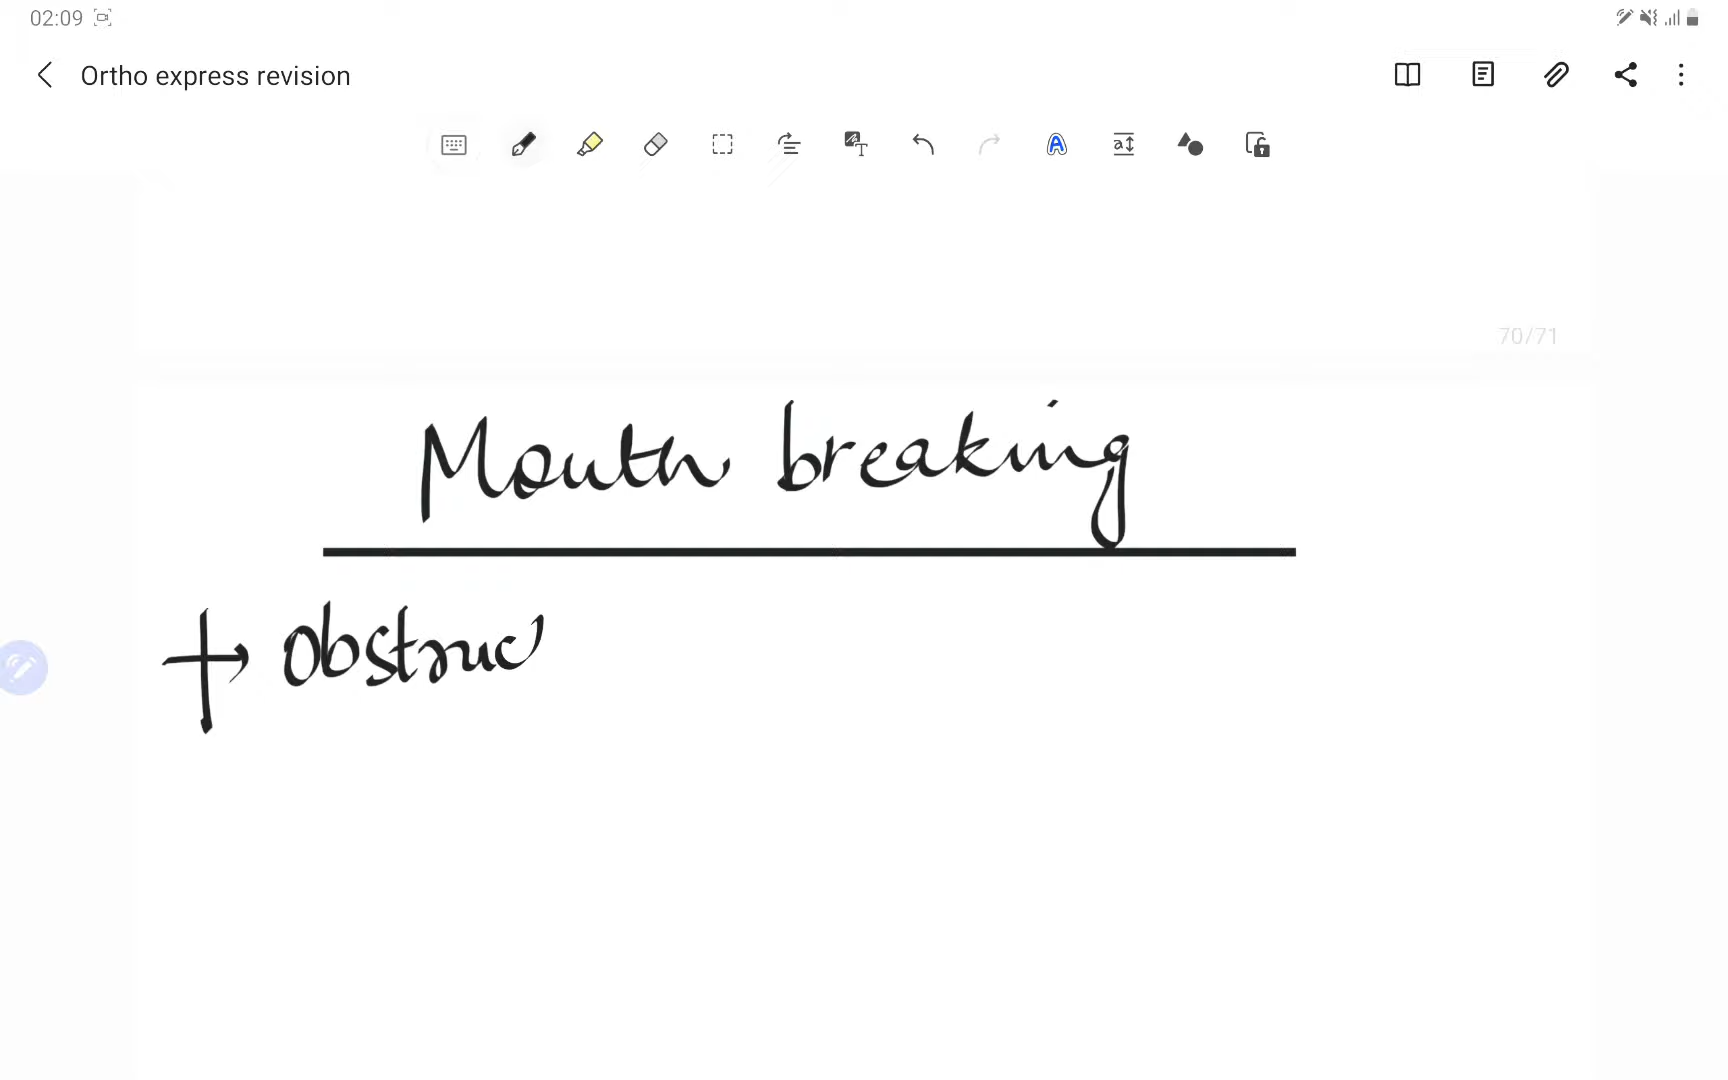 02:09
Ortho express revision
70/71
Mouth breaking
Obstruc